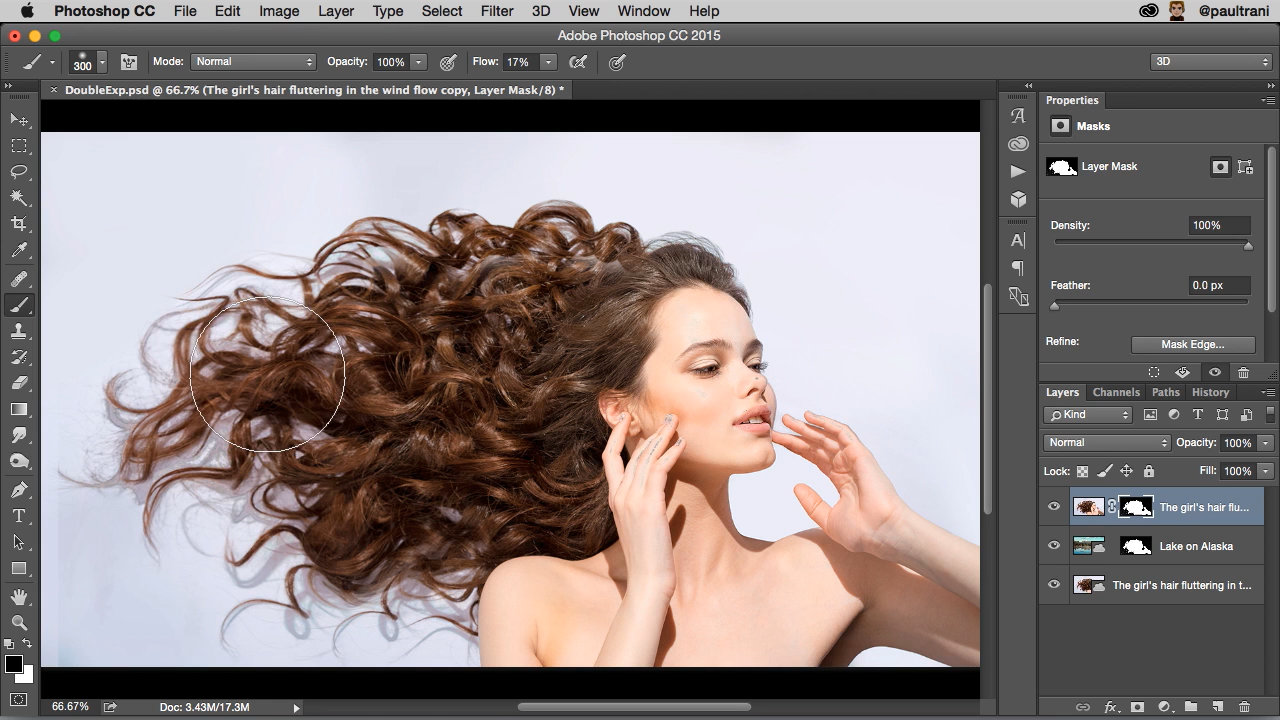 Photoshop CC File Edit Image Layer Type Select Filter 3D View Window Help @paultrani
Adobe Photoshop CC 2015
300 Mode: Normal Opacity: 100% Flow: 17% 3D
× DoubleExp.psd @ 66.7% (The girl's hair fluttering in the wind flow copy, Layer Mask/8) *
Properties
Masks
Layer Mask
Density: 100%
Feather: 0.0 px
Refine: Mask Edge...
Layers Channels Paths History
Kind
Normal Opacity: 100%
Lock: Fill: 100%
The girl's hair flu...
Lake on Alaska
The girl's hair fluttering in t...
66.67% Doc: 3.43M/17.3M